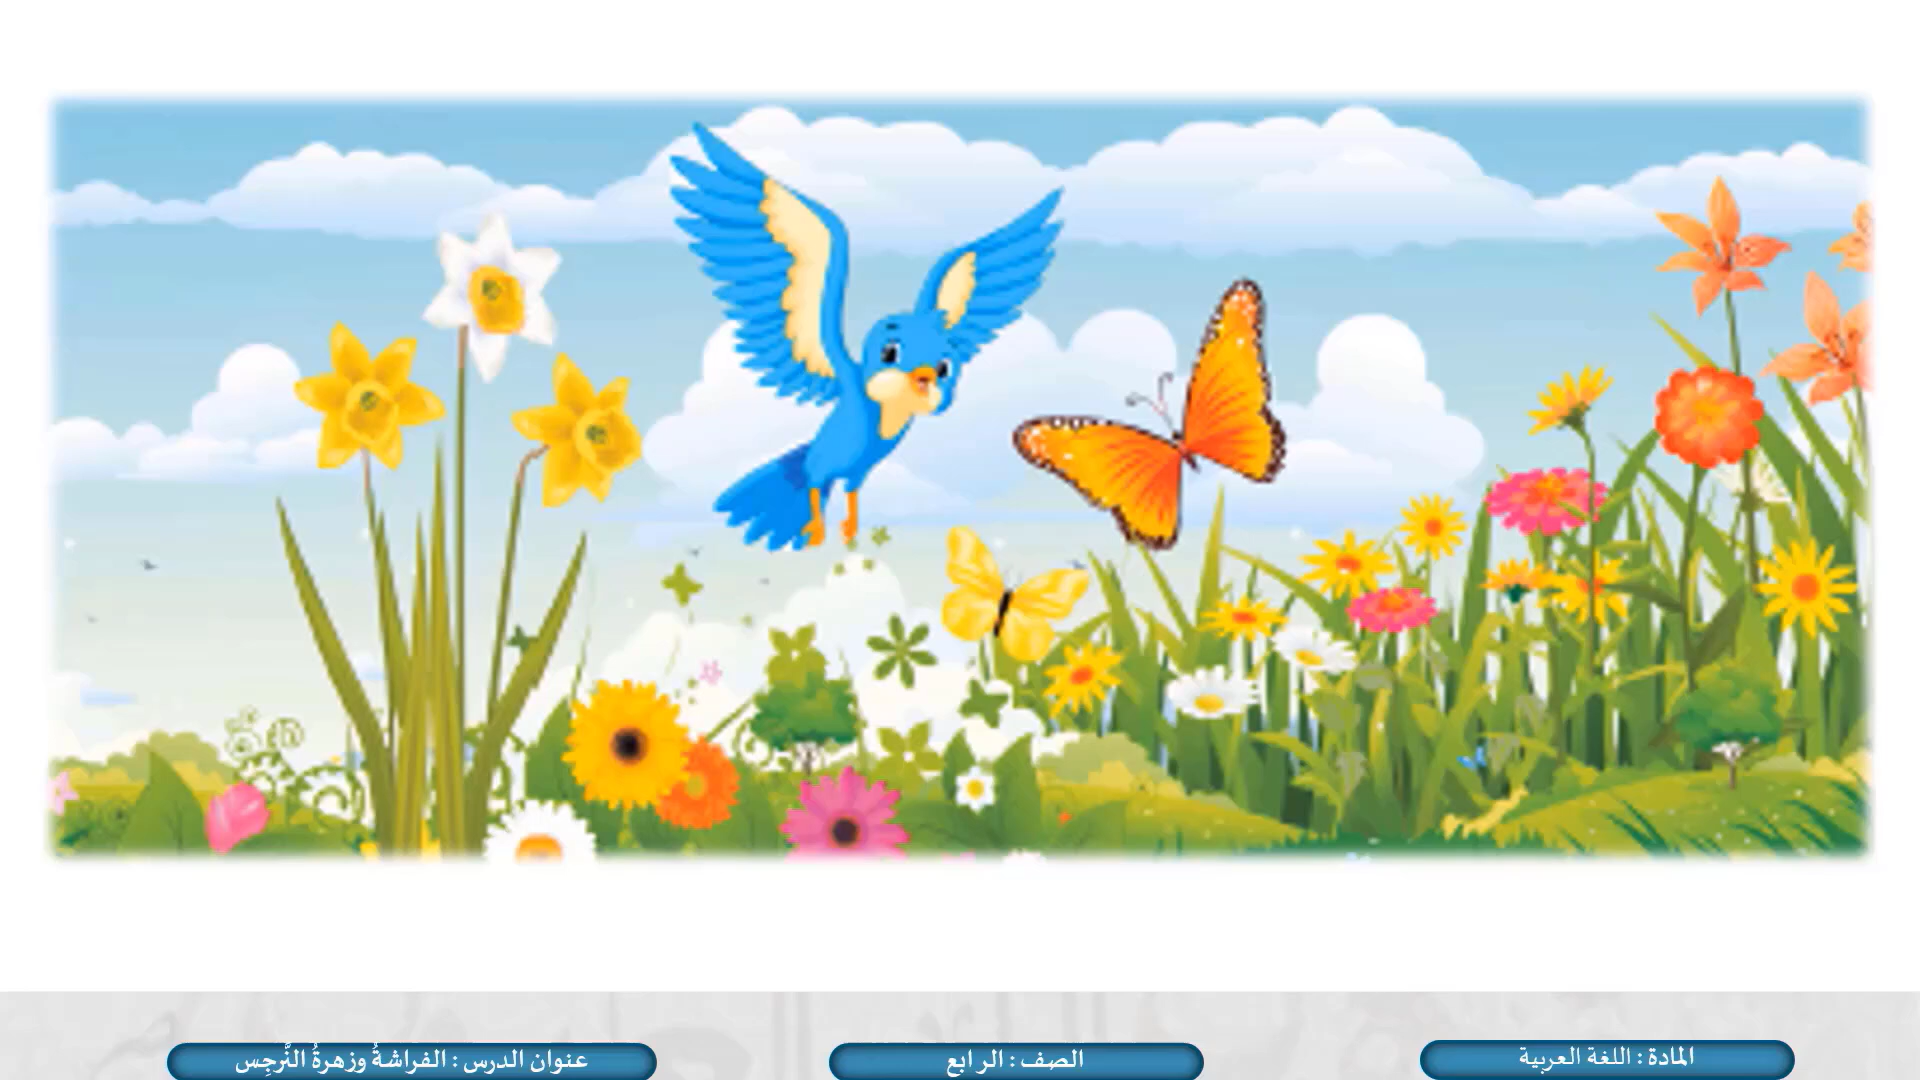 المادة : اللغة العربية
الصف : الرابع
عنوان الدرس : الفراشةُ وزهرةُ النَّرجِس